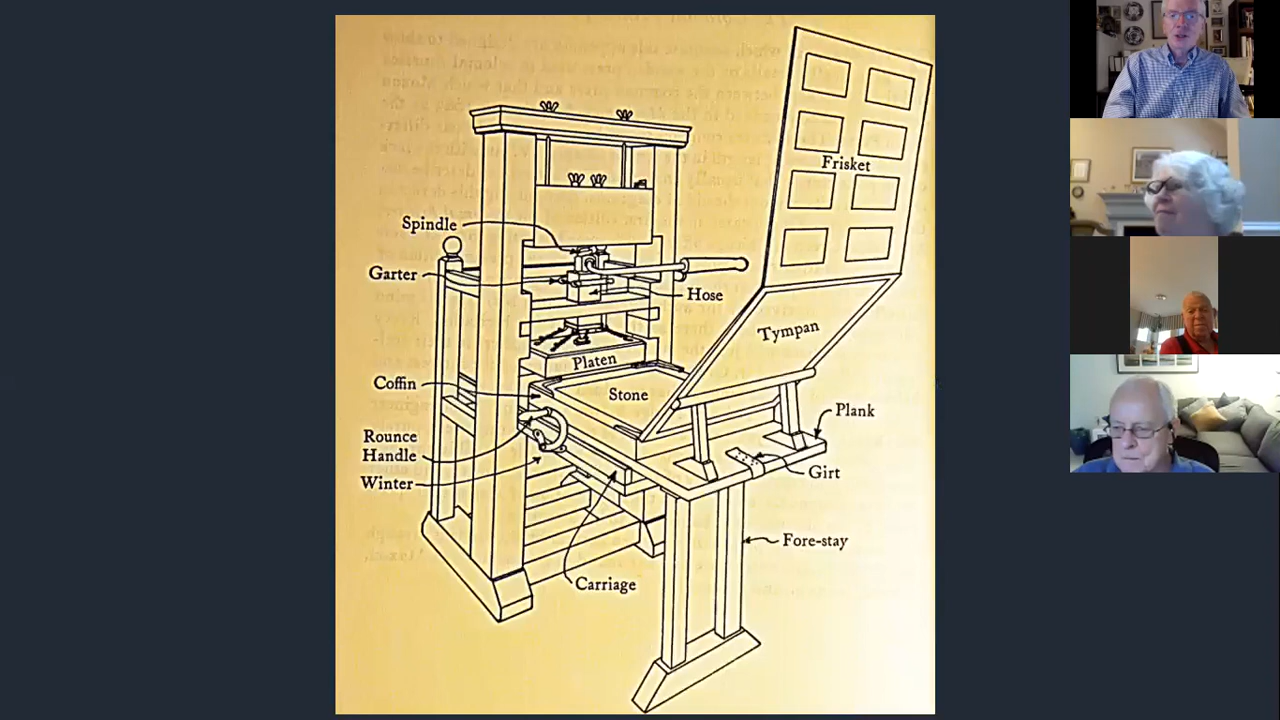 Frisket
Spindle
Garter
Hose
Tympan
Platen
Coffin
Stone
Plank
Rounce
Handle
Winter
Girt
Fore-stay
Carriage